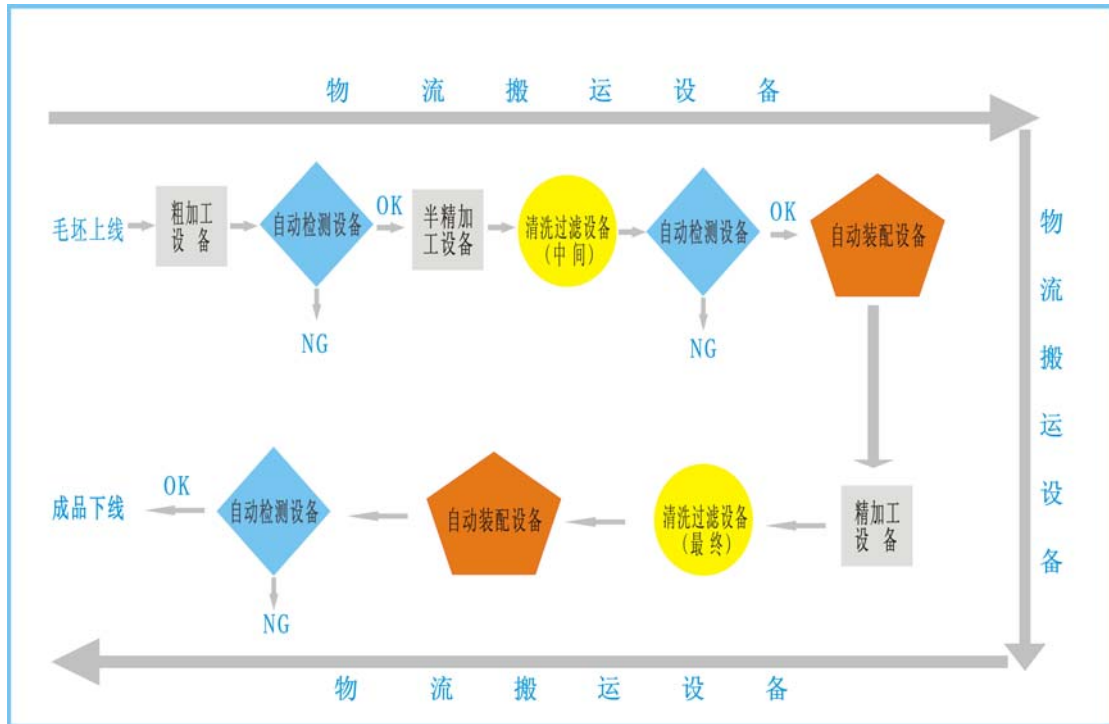 物流搬运设备
毛坯上线
粗加工
设备
自动检测设备
OK
NG
半精加
工设备
清洗过滤设备
(中间)
自动检测设备
OK
NG
自动装配设备
物流搬运设备
精加工
设备
清洗过滤设备
(最终)
自动装配设备
自动检测设备
NG
OK
成品下线
物流搬运设备